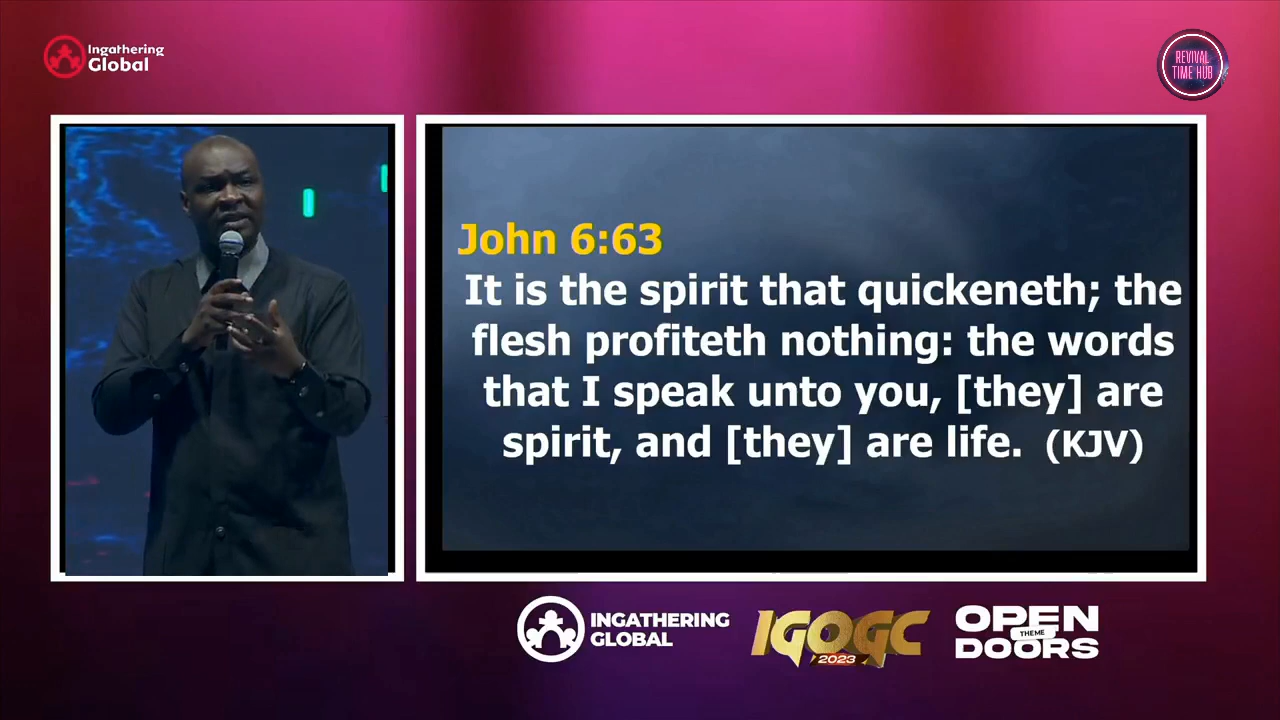 Ingathering
Global
REVIVAL
TIME HUB
John 6:63
It is the spirit that quickeneth; the
flesh profiteth nothing: the words
that I speak unto you, [they] are
spirit, and [they] are life. (KJV)
INGATHERING
GLOBAL
IGOGC
2023
OPEN
THEME
DOORS